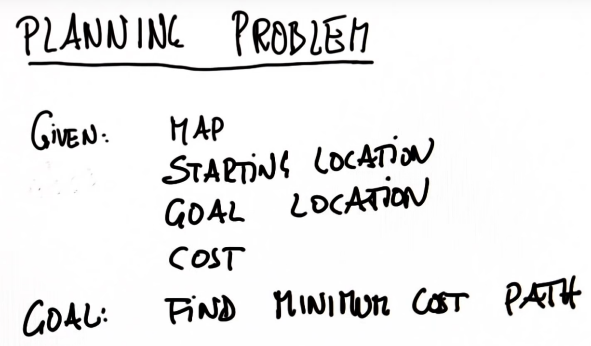 PLANNING PROBLEM
GIVEN: MAP
STARTING LOCATION
GOAL LOCATION
COST
GOAL: FIND MINIMUM COST PATH